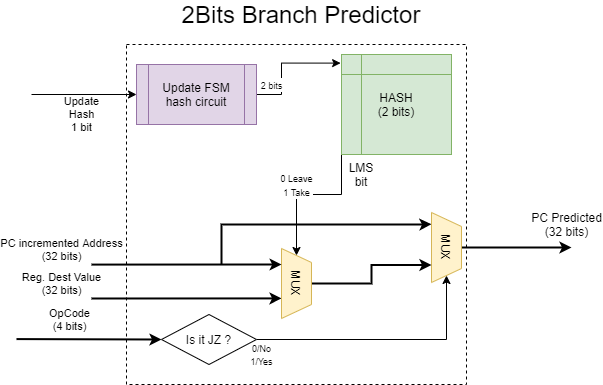 2Bits Branch Predictor
Update FSM
hash circuit
2 bits
HASH
(2 bits)
Update
Hash
1 bit
LMS
bit
0 Leave
1 Take
PC incremented Address
(32 bits)
Reg. Dest Value
(32 bits)
OpCode
(4 bits)
MUX
MUX
PC Predicted
(32 bits)
Is it JZ ?
0/No
1/Yes